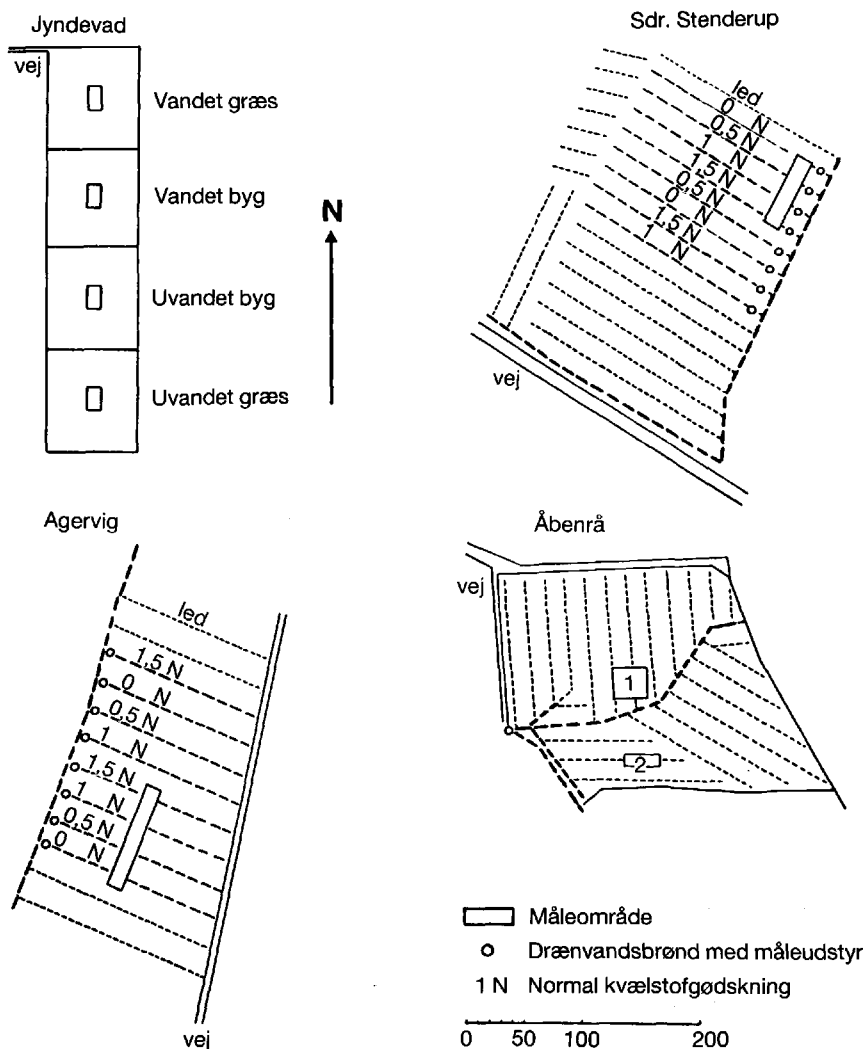 Jyndevad
vej
Vandet græs
Vandet byg
Uvandet byg
Uvandet græs
N
Sdr. Stenderup
led
0 N
0,5 N
1 N
1,5 N
0,5 N
0 N
1,5 N
1 N
vej
Agervig
led
1,5 N
0 N
0,5 N
1 N
1,5 N
1 N
0,5 N
0 N
vej
Åbenrå
vej
1
2
Måleområde
Drænvandsbrønd med måleudstyr
1 N Normal kvælstofgødskning
0 50 100 200